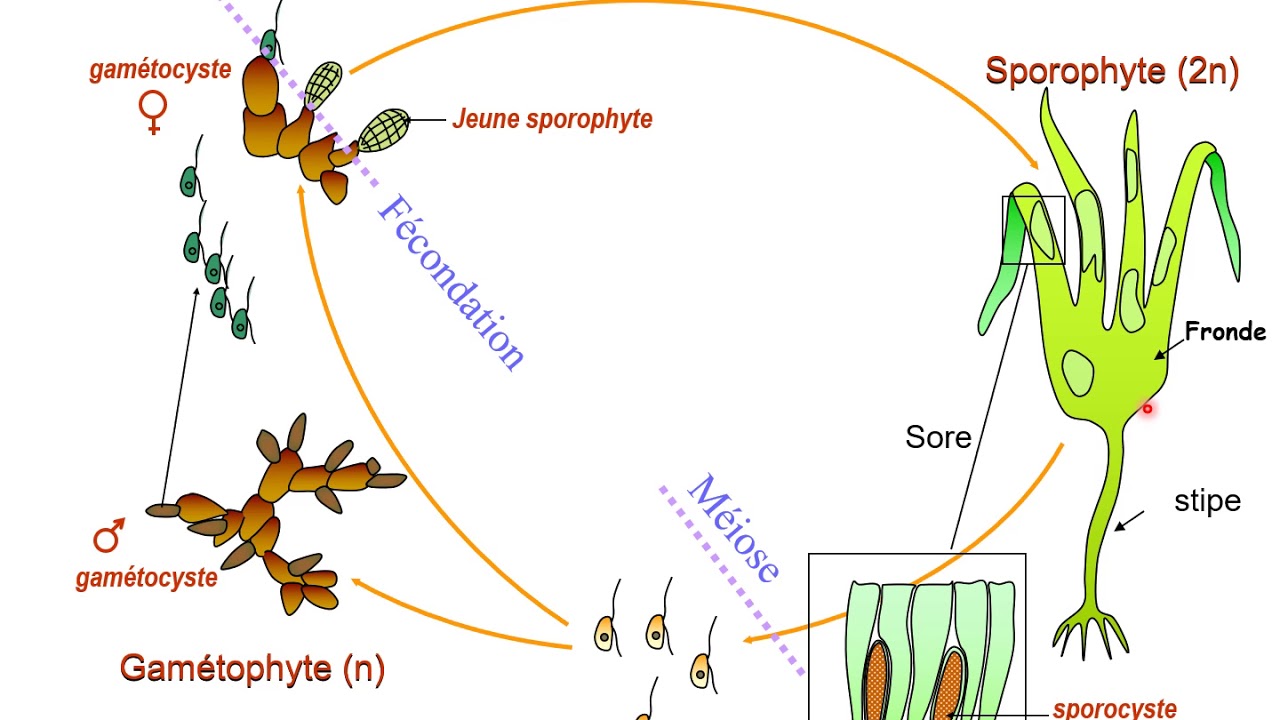 gamétocyste
♀
Jeune sporophyte
Sporophyte (2n)
Fécondation
Fronde
Sore
stipe
Méiose
♂
gamétocyste
Gamétophyte (n)
sporocyste